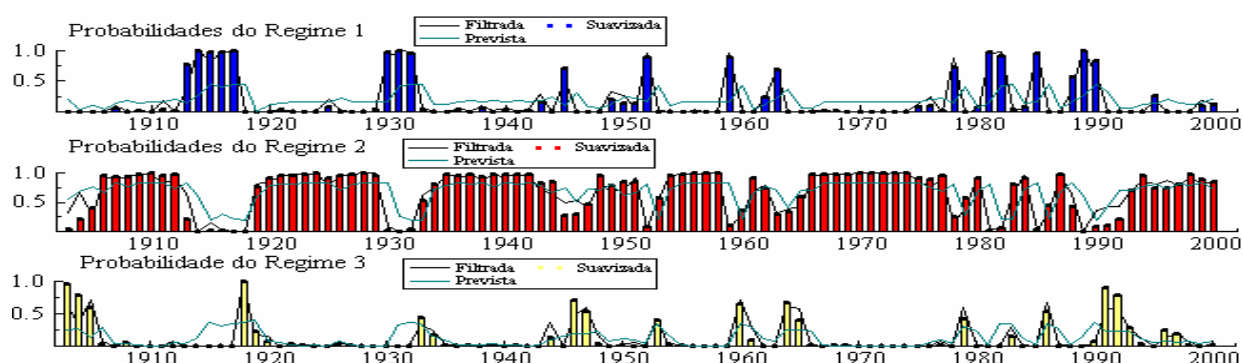 Probabilidades do Regime 1
Filtrada Suavizada
Prevista
1.0
0.5
1910 1920 1930 1940 1950 1960 1970 1980 1990 2000
Probabilidades do Regime 2
Filtrada Suavizada
Prevista
1.0
0.5
1910 1920 1930 1940 1950 1960 1970 1980 1990 2000
Probabilidade do Regime 3
Filtrada Suavizada
Prevista
1.0
0.5
1910 1920 1930 1940 1950 1960 1970 1980 1990 2000